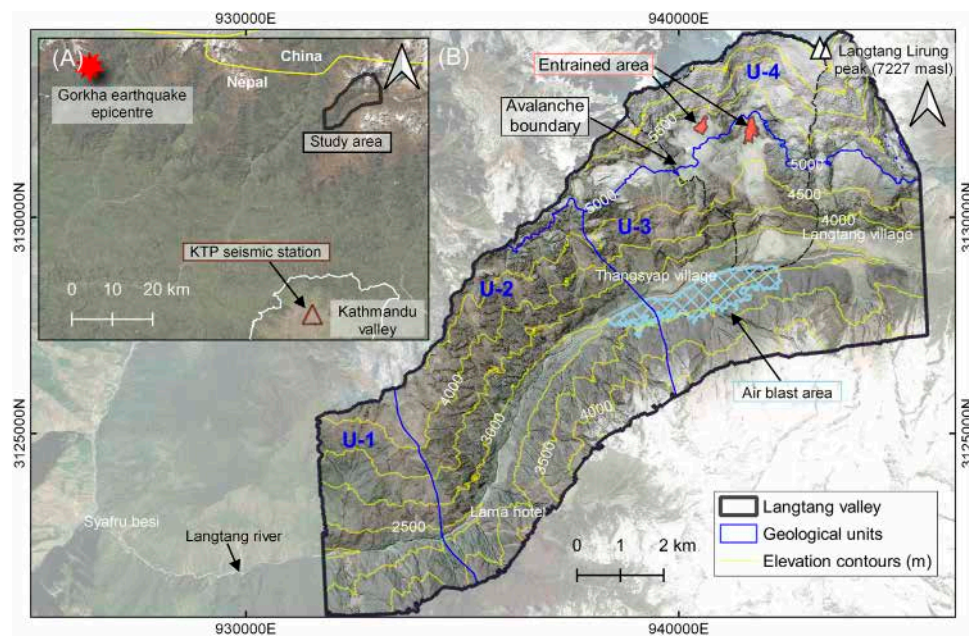 930000E
940000E
(A)
China
Nepal
Gorkha earthquake
epicentre
Study area
KTP seismic station
0 10 20 km
Kathmandu
valley
(B)
Langtang Lirung
peak (7227 masl)
Entrained area
U-4
Avalanche
boundary
5500
5000
5000
4500
4000
U-3
Langtang village
Thangsyap village
U-2
Air blast area
4000
3000
4000
3500
U-1
2500
Lama hotel
Syafru besi
Langtang river
0 1 2 km
Langtang valley
Geological units
Elevation contours (m)
3130000N
3125000N
3130000N
3125000N
930000E
940000E